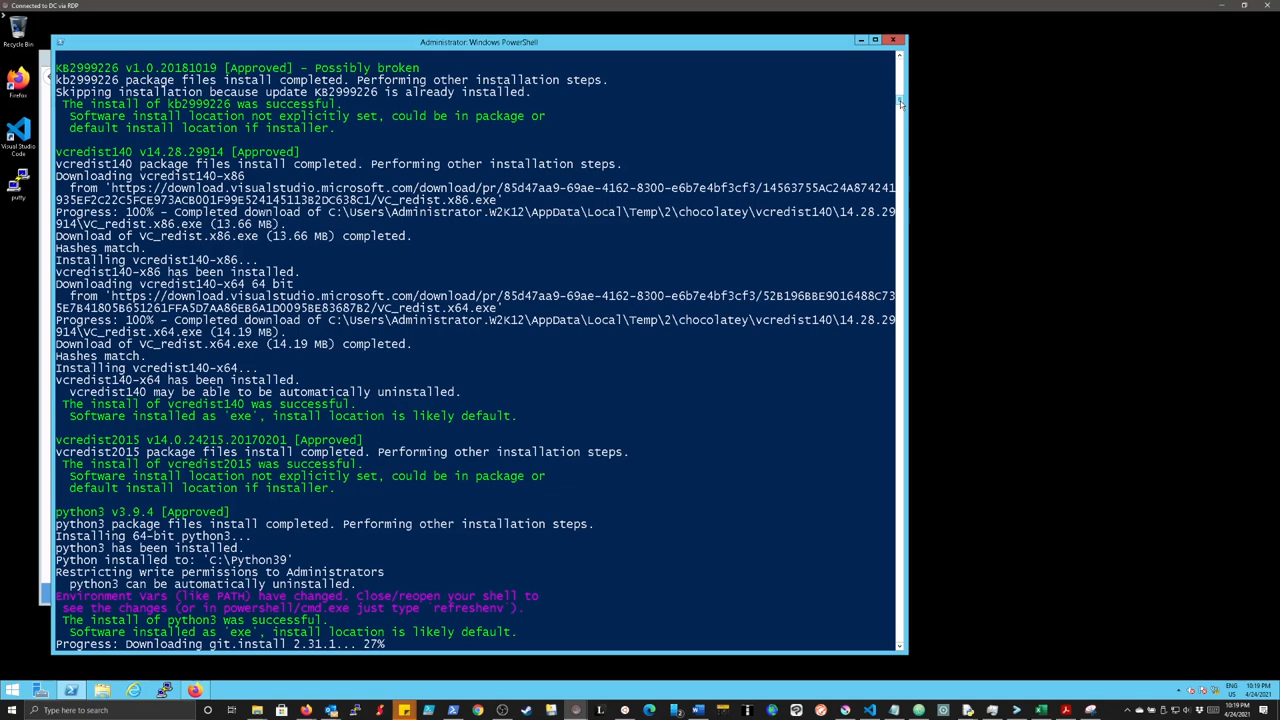 Connected to DC via RDP
Recycle Bin
Firefox
Visual Studio
Code
putty
Administrator: Windows PowerShell
KB2999226 v1.0.20181019 [Approved] - Possibly broken
kb2999226 package files install completed. Performing other installation steps.
Skipping installation because update KB2999226 is already installed.
The install of kb2999226 was successful.
Software install location not explicitly set, could be in package or
default install location if installer.
vcredist140 v14.28.29914 [Approved]
vcredist140 package files install completed. Performing other installation steps.
Downloading vcredist140-x86
from 'https://download.visualstudio.microsoft.com/download/pr/85d47aa9-69ae-4162-8300-e6b7e4bf3cf3/14563755AC24A874241
935EF2C22C5FCE973ACB001F99E524145113B2DC638C1/VC_redist.x86.exe'
Progress: 100% - Completed download of C:\Users\Administrator.W2K12\AppData\Local\Temp\2\chocolatey\vcredist140\14.28.29
914\VC_redist.x86.exe (13.66 MB).
Download of VC_redist.x86.exe (13.66 MB) completed.
Hashes match.
Installing vcredist140-x86...
vcredist140-x86 has been installed.
Downloading vcredist140-x64 64 bit
from 'https://download.visualstudio.microsoft.com/download/pr/85d47aa9-69ae-4162-8300-e6b7e4bf3cf3/52B196BBE9016488C73
5E7B41805B651261FFA5D7AA86EB6A1D0095BE83687B2/VC_redist.x64.exe'
Progress: 100% - Completed download of C:\Users\Administrator.W2K12\AppData\Local\Temp\2\chocolatey\vcredist140\14.28.29
914\VC_redist.x64.exe (14.19 MB).
Download of VC_redist.x64.exe (14.19 MB) completed.
Hashes match.
Installing vcredist140-x64...
vcredist140-x64 has been installed.
vcredist140 may be able to be automatically uninstalled.
The install of vcredist140 was successful.
Software installed as 'exe', install location is likely default.
vcredist2015 v14.0.24215.20170201 [Approved]
vcredist2015 package files install completed. Performing other installation steps.
The install of vcredist2015 was successful.
Software install location not explicitly set, could be in package or
default install location if installer.
python3 v3.9.4 [Approved]
python3 package files install completed. Performing other installation steps.
Installing 64-bit python3...
python3 has been installed.
Python installed to: 'C:\Python39'
Restricting write permissions to Administrators
python3 can be automatically uninstalled.
Environment Vars (like PATH) have changed. Close/reopen your shell to
see the changes (or in powershell/cmd.exe just type `refreshenv`).
The install of python3 was successful.
Software installed as 'exe', install location is likely default.
Progress: Downloading git.install 2.31.1... 27%
ENG
US
10:19 PM
4/24/2021
Type here to search
10:19 PM
4/24/2021